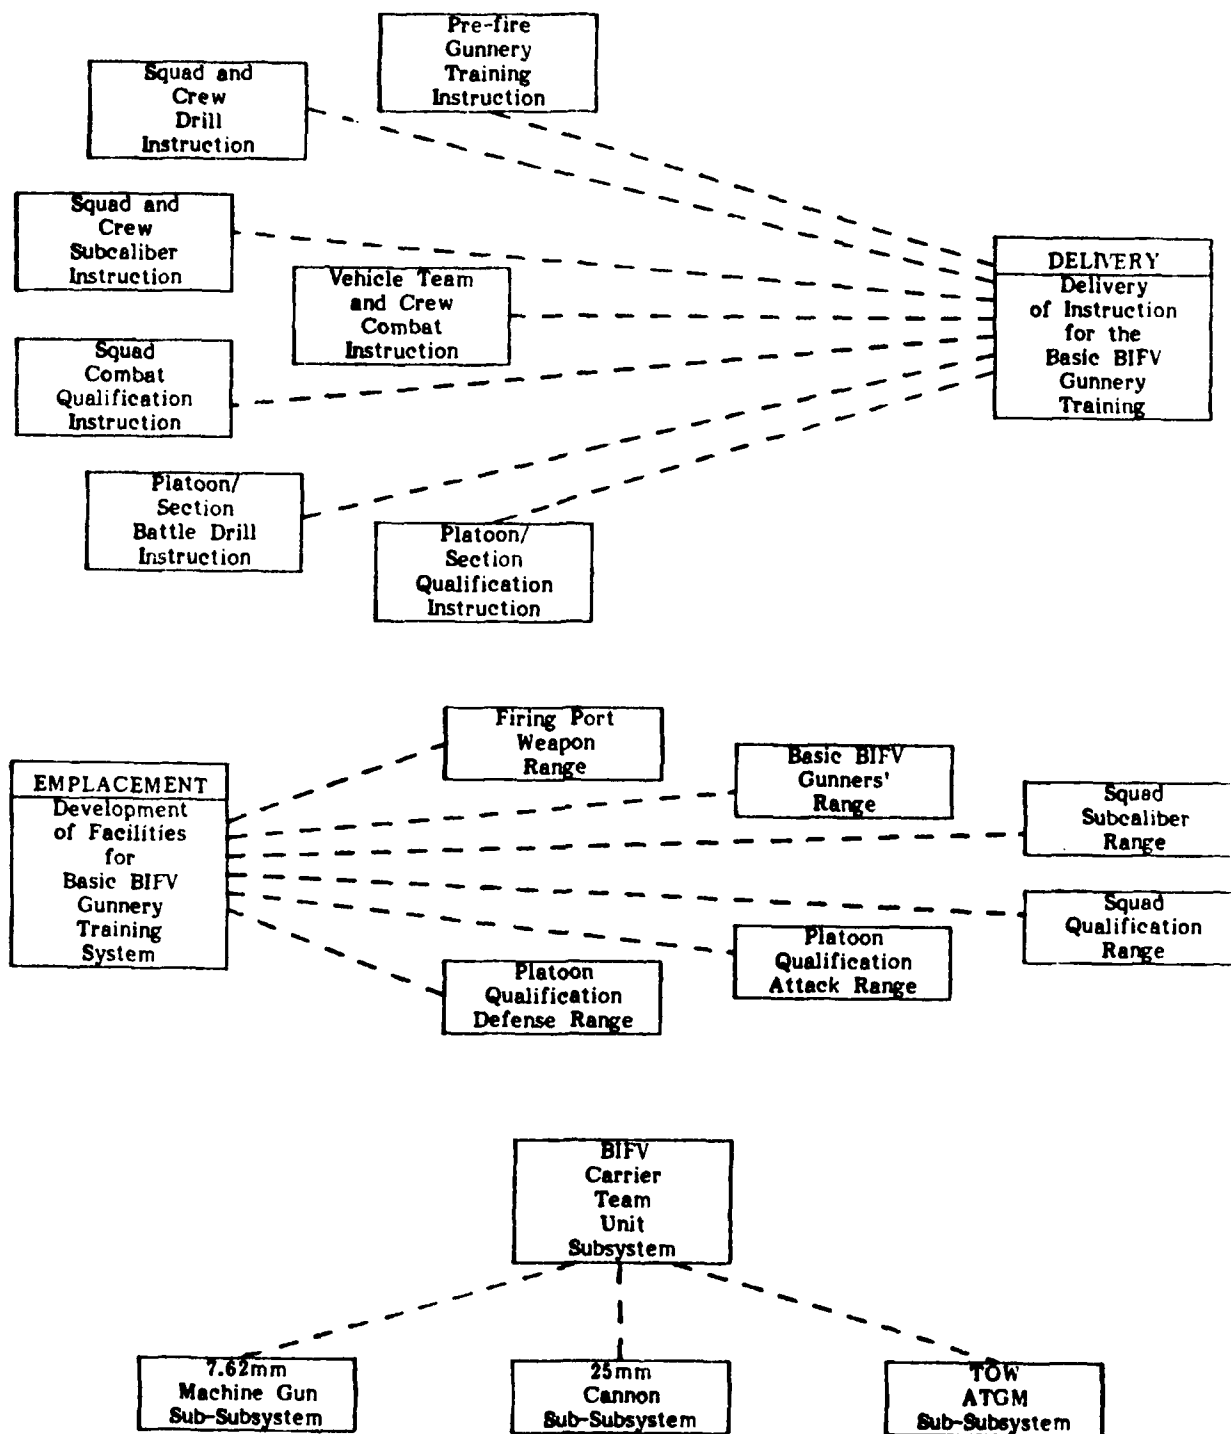 Pre-fire
Gunnery
Training
Instruction
Squad and
Crew
Drill
Instruction
Squad and
Crew
Subcaliber
Instruction
Vehicle Team
and Crew
Combat
Instruction
DELIVERY
Delivery
of Instruction
for the
Basic BIFV
Gunnery
Training
Squad
Combat
Qualification
Instruction
Platoon/
Section
Battle Drill
Instruction
Platoon/
Section
Qualification
Instruction
EMPLACEMENT
Development
of Facilities
for
Basic BIFV
Gunnery
Training
System
Firing Port
Weapon
Range
Basic BIFV
Gunners'
Range
Squad
Subcaliber
Range
Squad
Qualification
Range
Platoon
Qualification
Attack Range
Platoon
Qualification
Defense Range
BIFV
Carrier
Team
Unit
Subsystem
7.62mm
Machine Gun
Sub-Subsystem
25mm
Cannon
Sub-Subsystem
TOW
ATGM
Sub-Subsystem